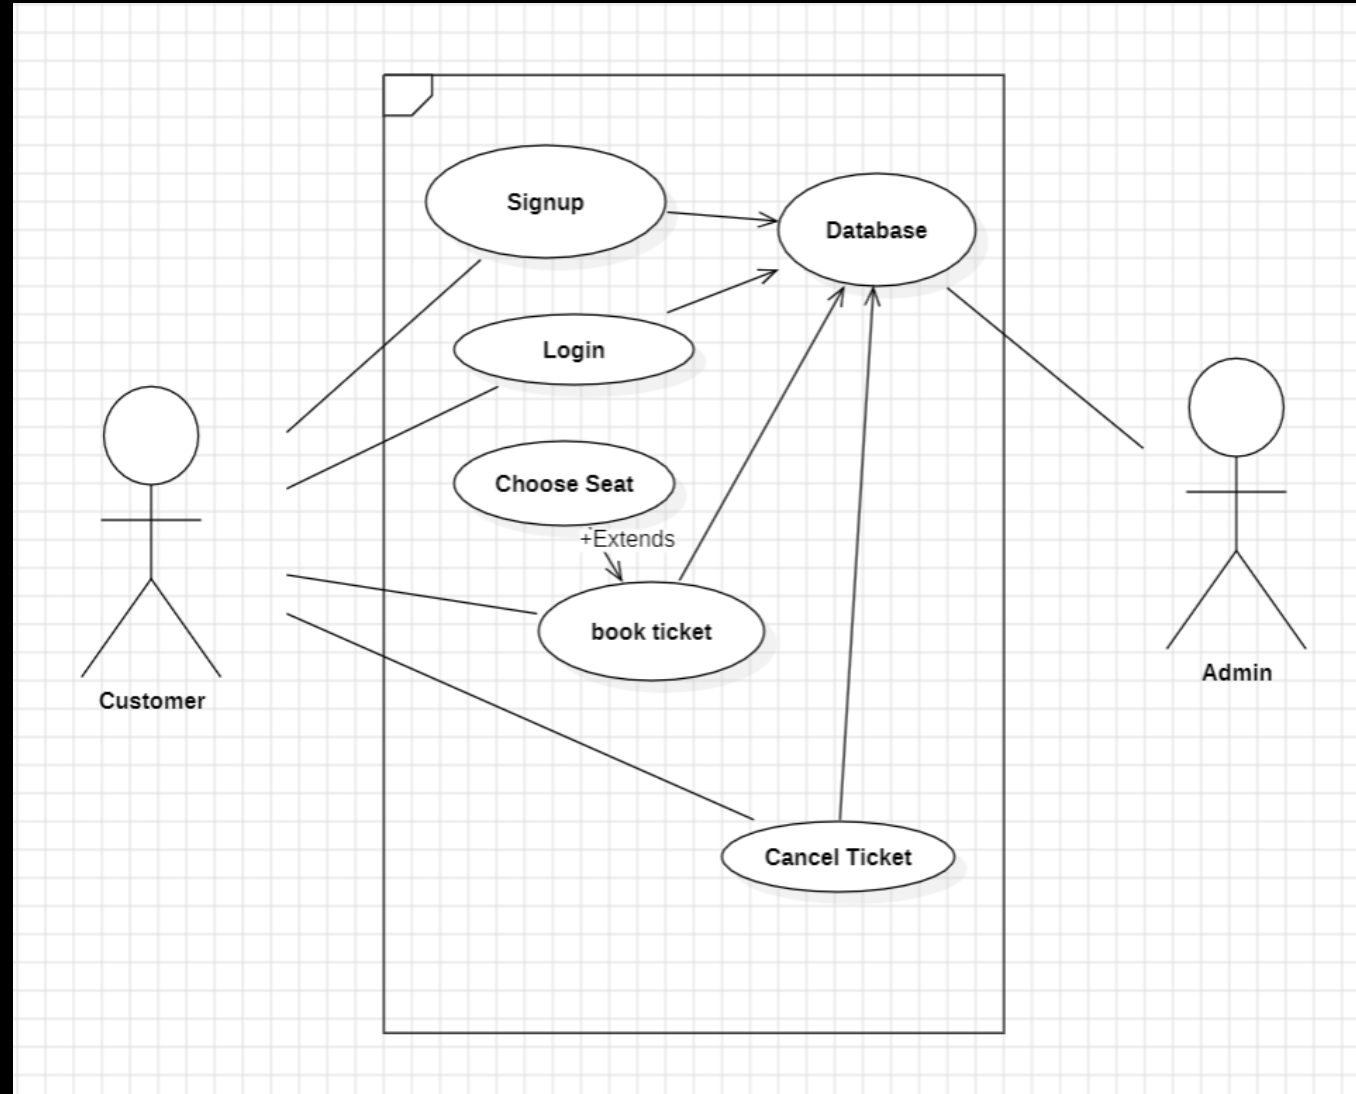 Signup
Database
Login
Choose Seat
+Extends
book ticket
Customer
Admin
Cancel Ticket